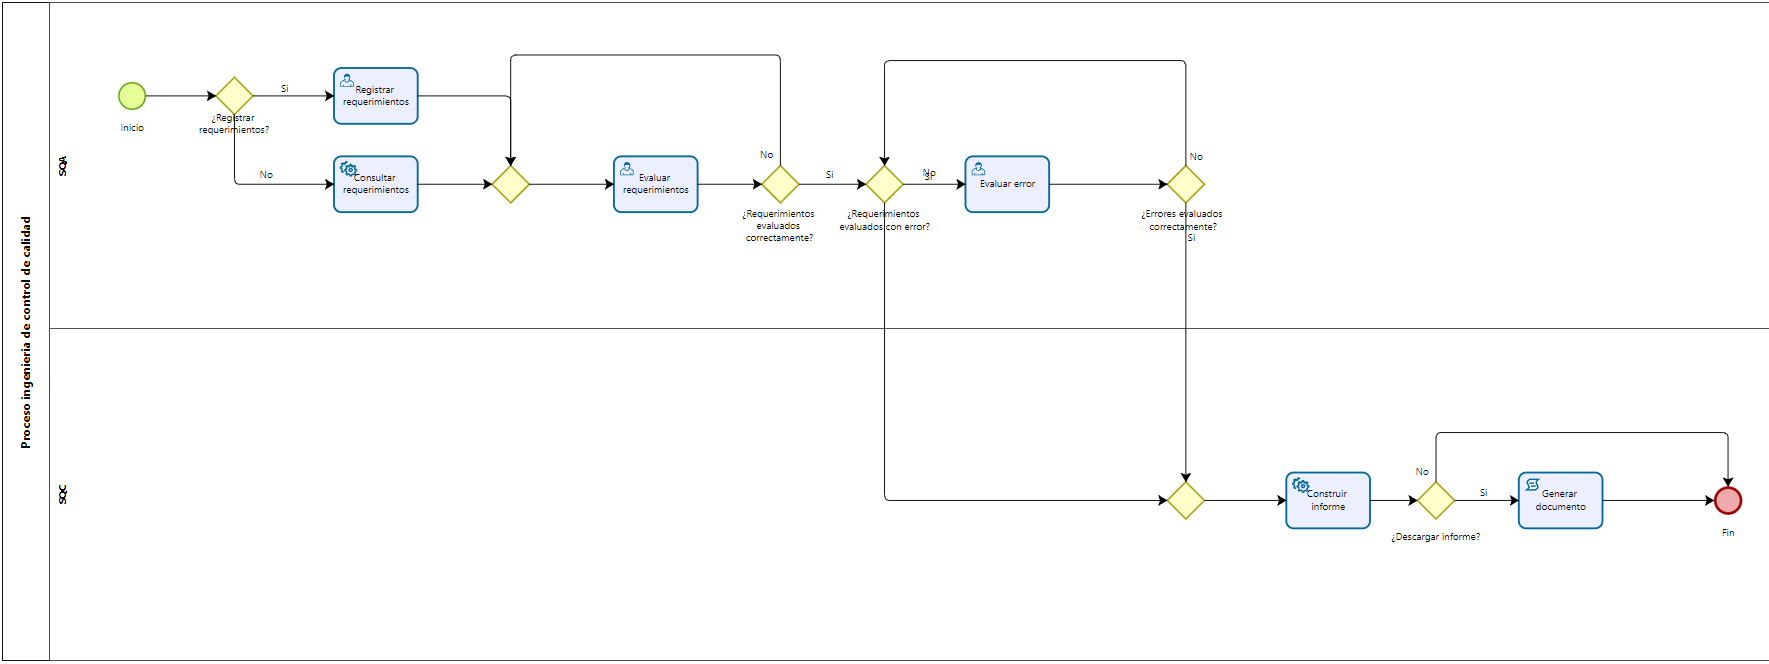 Proceso ingenieria de control de calidad
SQA
Inicio
¿Registrar
requerimientos?
Si
No
Registrar
requerimientos
Consultar
requerimientos
Evaluar
requerimientos
No
¿Requerimientos
evaluados
correctamente?
Si
¿Requerimientos
evaluados con error?
No
Si
Evaluar error
No
¿Errores evaluados
correctamente?
Si
SQC
Construir
informe
No
¿Descargar informe?
Si
Generar
documento
Fin